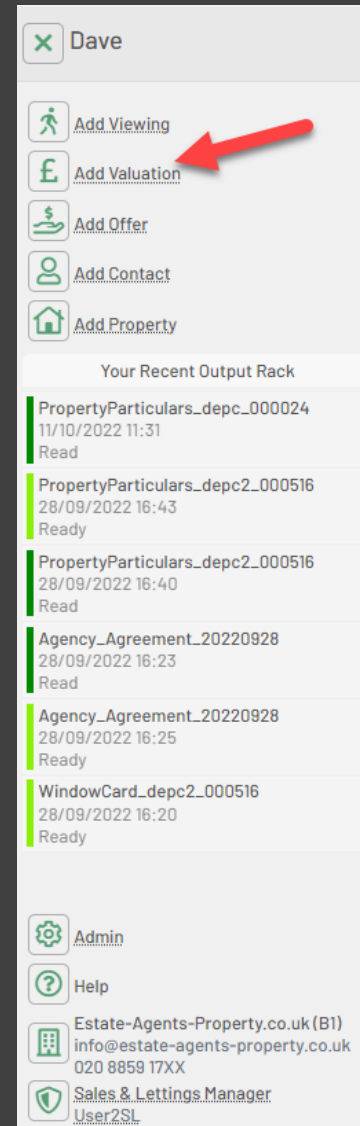 Dave
Add Viewing
£ Add Valuation
$ Add Offer
Add Contact
Add Property
Your Recent Output Rack
PropertyParticulars_depc_000024
11/10/2022 11:31
Read
PropertyParticulars_depc2_000516
28/09/2022 16:43
Ready
PropertyParticulars_depc2_000516
28/09/2022 16:40
Read
Agency_Agreement_20220928
28/09/2022 16:23
Read
Agency_Agreement_20220928
28/09/2022 16:25
Ready
WindowCard_depc2_000516
28/09/2022 16:20
Ready
Admin
? Help
Estate-Agents-Property.co.uk (B1)
info@estate-agents-property.co.uk
020 8859 17XX
Sales & Lettings Manager
User2SL